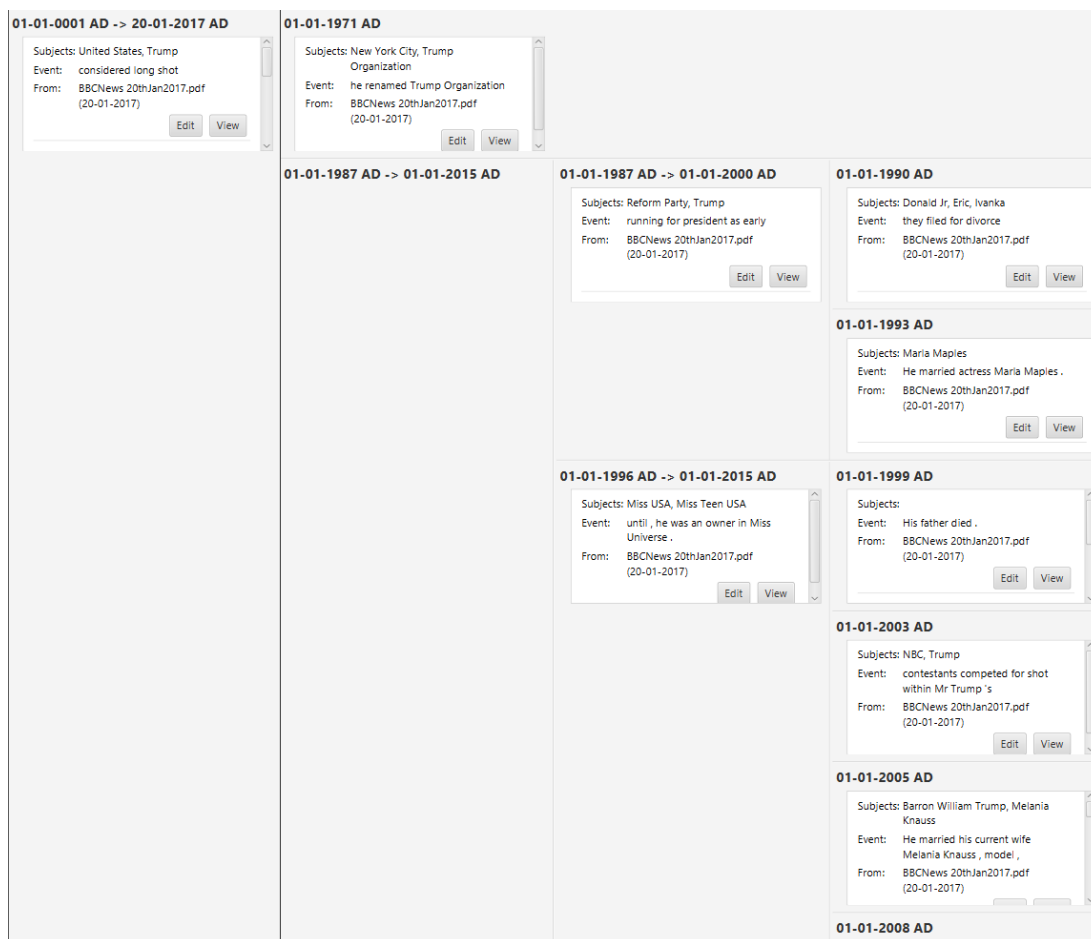 01-01-0001 AD -> 20-01-2017 AD
Subjects: United States, Trump
Event: considered long shot
From: BBCNews 20thJan2017.pdf
(20-01-2017)
Edit View
01-01-1971 AD
Subjects: New York City, Trump
Organization
Event: he renamed Trump Organization
From: BBCNews 20thJan2017.pdf
(20-01-2017)
Edit View
01-01-1987 AD -> 01-01-2015 AD
01-01-1987 AD -> 01-01-2000 AD
Subjects: Reform Party, Trump
Event: running for president as early
From: BBCNews 20thJan2017.pdf
(20-01-2017)
Edit View
01-01-1990 AD
Subjects: Donald Jr, Eric, Ivanka
Event: they filed for divorce
From: BBCNews 20thJan2017.pdf
(20-01-2017)
Edit View
01-01-1993 AD
Subjects: Marla Maples
Event: He married actress Marla Maples .
From: BBCNews 20thJan2017.pdf
(20-01-2017)
Edit View
01-01-1996 AD -> 01-01-2015 AD
Subjects: Miss USA, Miss Teen USA
Event: until , he was an owner in Miss
Universe .
From: BBCNews 20thJan2017.pdf
(20-01-2017)
Edit View
01-01-1999 AD
Subjects:
Event: His father died .
From: BBCNews 20thJan2017.pdf
(20-01-2017)
Edit View
01-01-2003 AD
Subjects: NBC, Trump
Event: contestants competed for shot
within Mr Trump 's
From: BBCNews 20thJan2017.pdf
(20-01-2017)
Edit View
01-01-2005 AD
Subjects: Barron William Trump, Melania
Knauss
Event: He married his current wife
Melania Knauss , model ,
From: BBCNews 20thJan2017.pdf
(20-01-2017)
01-01-2008 AD